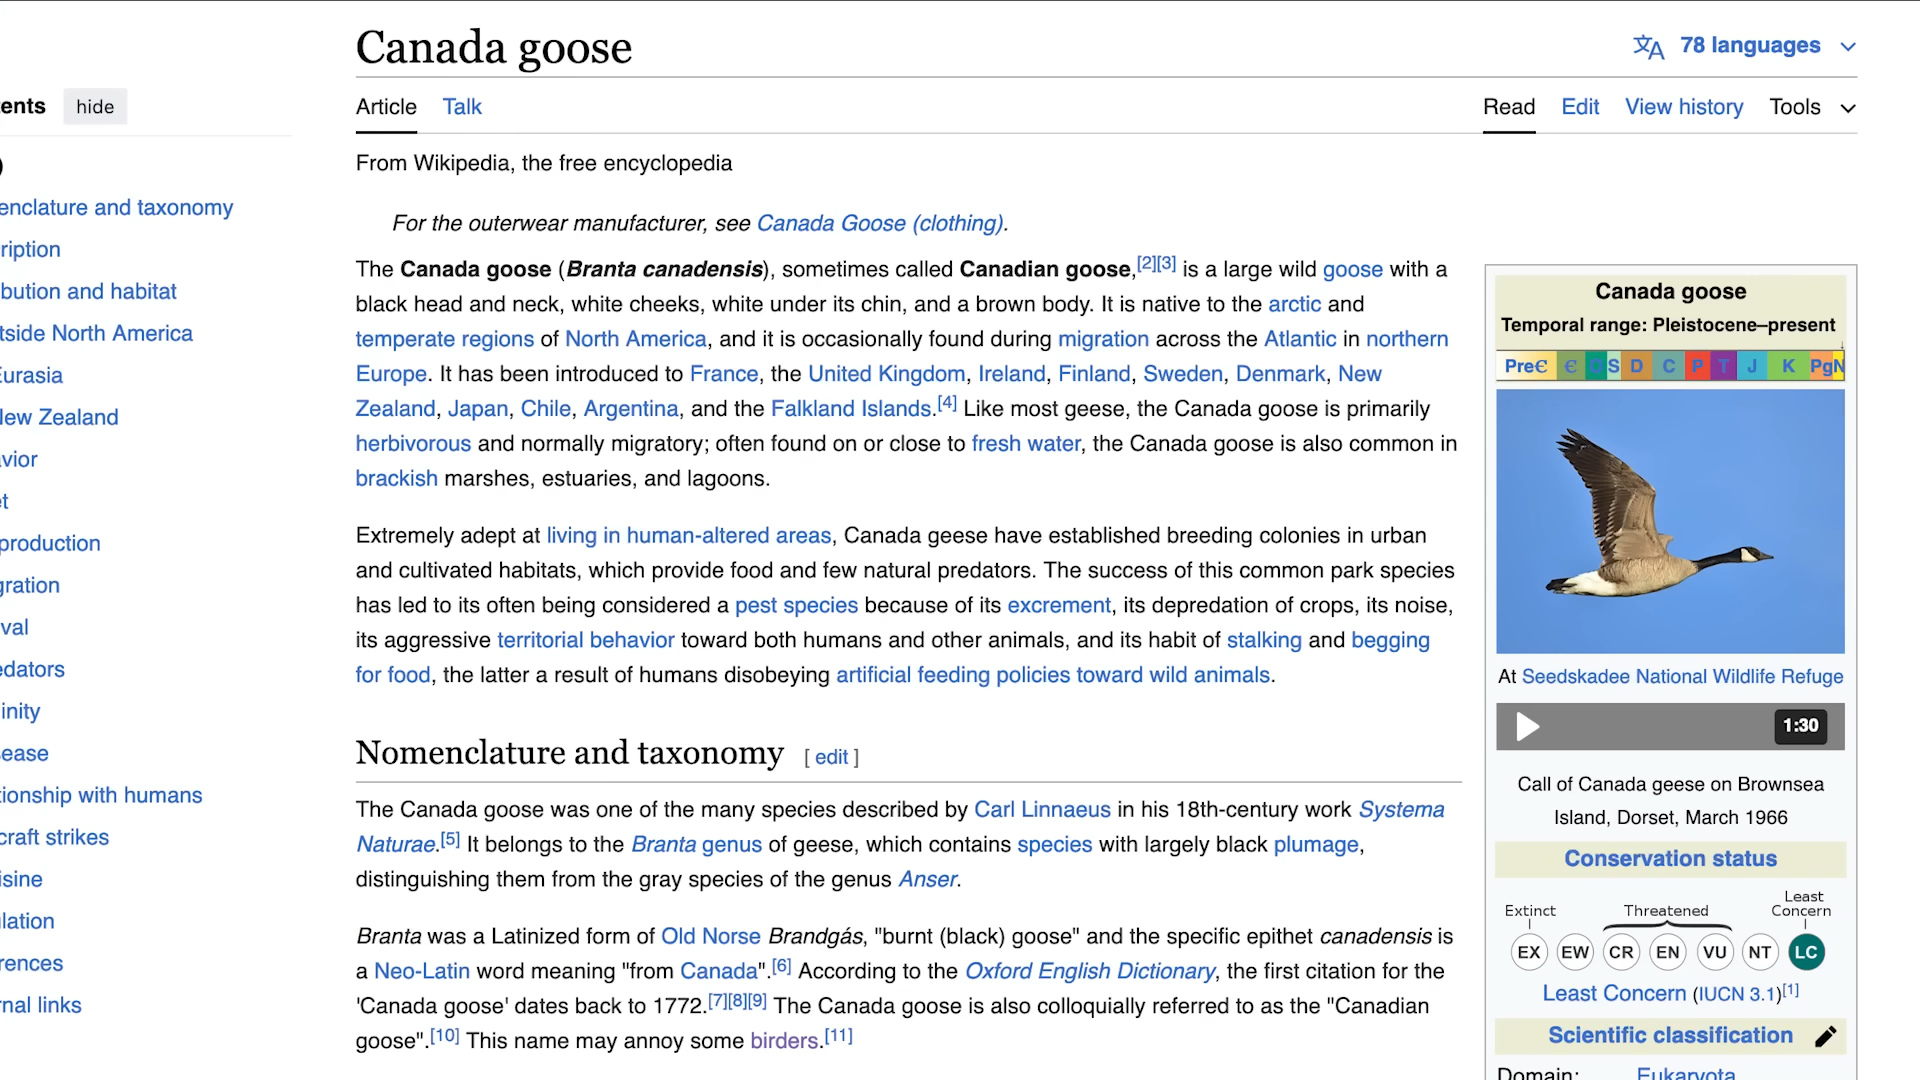 Canada goose
78 languages
ents hide
Article Talk
Read Edit View history Tools
From Wikipedia, the free encyclopedia
)
enclature and taxonomy
ription
bution and habitat
tside North America
Eurasia
New Zealand
vior
et
production
gration
val
edators
inity
ease
tionship with humans
craft strikes
isine
lation
rences
rnal links
For the outerwear manufacturer, see Canada Goose (clothing).
The Canada goose (Branta canadensis), sometimes called Canadian goose,[2][3] is a large wild goose with a
black head and neck, white cheeks, white under its chin, and a brown body. It is native to the arctic and
temperate regions of North America, and it is occasionally found during migration across the Atlantic in northern
Europe. It has been introduced to France, the United Kingdom, Ireland, Finland, Sweden, Denmark, New
Zealand, Japan, Chile, Argentina, and the Falkland Islands.[4] Like most geese, the Canada goose is primarily
herbivorous and normally migratory; often found on or close to fresh water, the Canada goose is also common in
brackish marshes, estuaries, and lagoons.
Extremely adept at living in human-altered areas, Canada geese have established breeding colonies in urban
and cultivated habitats, which provide food and few natural predators. The success of this common park species
has led to its often being considered a pest species because of its excrement, its depredation of crops, its noise,
its aggressive territorial behavior toward both humans and other animals, and its habit of stalking and begging
for food, the latter a result of humans disobeying artificial feeding policies toward wild animals.
Nomenclature and taxonomy [ edit ]
The Canada goose was one of the many species described by Carl Linnaeus in his 18th-century work Systema
Naturae.[5] It belongs to the Branta genus of geese, which contains species with largely black plumage,
distinguishing them from the gray species of the genus Anser.
Branta was a Latinized form of Old Norse Brandgás, "burnt (black) goose" and the specific epithet canadensis is
a Neo-Latin word meaning "from Canada".[6] According to the Oxford English Dictionary, the first citation for the
'Canada goose' dates back to 1772.[7][8][9] The Canada goose is also colloquially referred to as the "Canadian
goose".[10] This name may annoy some birders.[11]
Canada goose
Temporal range: Pleistocene–present
↓
PreꞒ Ꞓ O S D C P T J K Pg N
At Seedskadee National Wildlife Refuge
1:30
Call of Canada geese on Brownsea
Island, Dorset, March 1966
Conservation status
Extinct Threatened Least
Concern
EX EW CR EN VU NT LC
Least Concern (IUCN 3.1)[1]
Scientific classification
Domain: Eukaryota